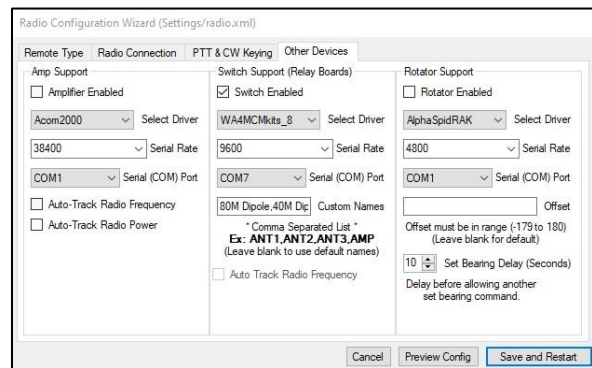 Radio Configuration Wizard (Settings/radio.xml)
Remote Type Radio Connection PTT & CW Keying Other Devices
Amp Support
Amplifier Enabled
Acom2000 Select Driver
38400 Serial Rate
COM1 Serial (COM) Port
Auto-Track Radio Frequency
Auto-Track Radio Power
Switch Support (Relay Boards)
Switch Enabled
WA4MCMkits_8 Select Driver
9600 Serial Rate
COM7 Serial (COM) Port
80M Dipole,40M Dip Custom Names
* Comma Separated List *
Ex: ANT1,ANT2,ANT3,AMP
(Leave blank to use default names)
Auto Track Radio Frequency
Rotator Support
Rotator Enabled
AlphaSpidRAK Select Driver
4800 Serial Rate
COM1 Serial (COM) Port
Offset
Offset must be in range (-179 to 180)
(Leave blank for default)
10 Set Bearing Delay (Seconds)
Delay before allowing another
set bearing command.
Cancel Preview Config Save and Restart